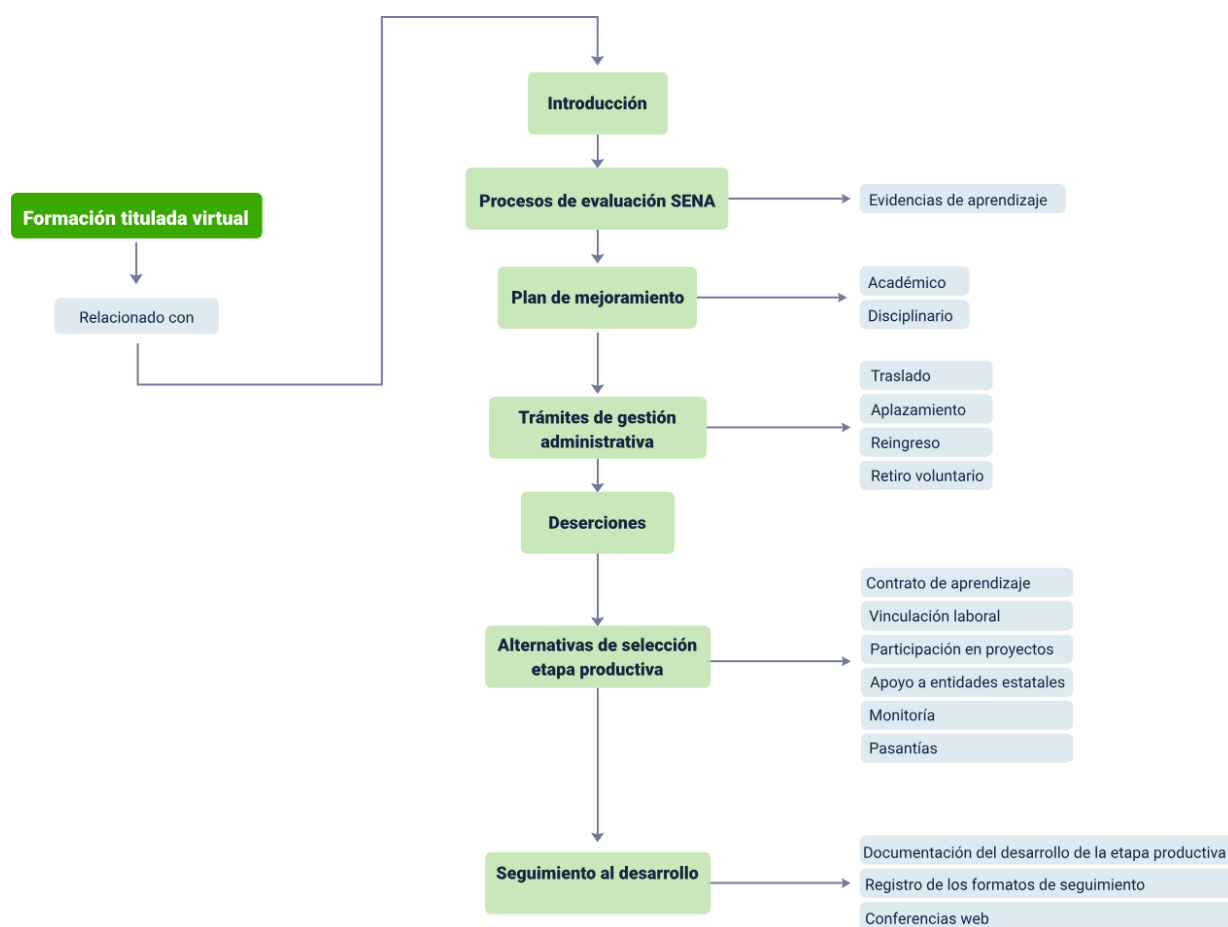 Formación titulada virtual
Relacionado con
Introducción
Procesos de evaluación SENA
Evidencias de aprendizaje
Plan de mejoramiento
Académico
Disciplinario
Trámites de gestión
administrativa
Traslado
Aplazamiento
Reingreso
Retiro voluntario
Deserciones
Alternativas de selección
etapa productiva
Contrato de aprendizaje
Vinculación laboral
Participación en proyectos
Apoyo a entidades estatales
Monitoría
Pasantías
Seguimiento al desarrollo
Documentación del desarrollo de la etapa productiva
Registro de los formatos de seguimiento
Conferencias web